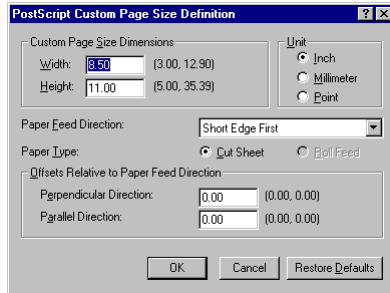 PostScript Custom Page Size Definition
Custom Page Size Dimensions
Width: 8.50 (3.00, 12.90)
Height: 11.00 (5.00, 35.39)
Unit
Inch
Millimeter
Point
Paper Feed Direction: Short Edge First
Paper Type: Cut Sheet Roll Feed
Offsets Relative to Paper Feed Direction
Perpendicular Direction: 0.00 (0.00, 0.00)
Parallel Direction: 0.00 (0.00, 0.00)
OK Cancel Restore Defaults